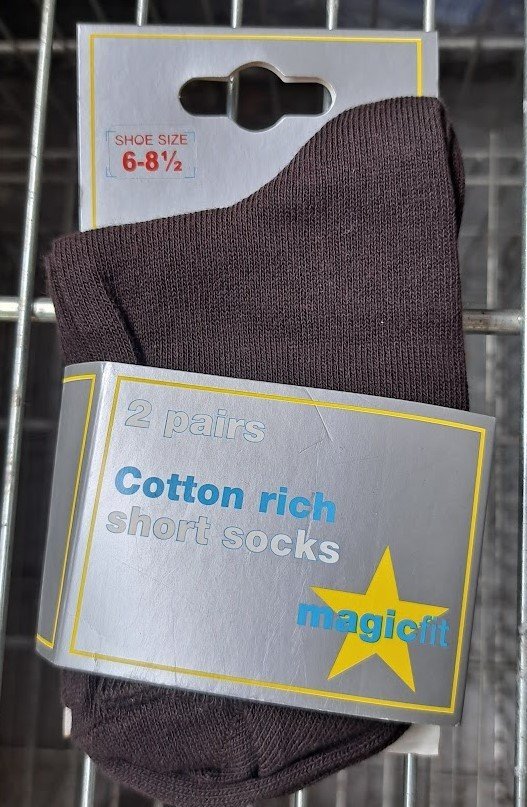 SHOE SIZE
6-8½
2 pairs
Cotton rich
short socks
magicfit